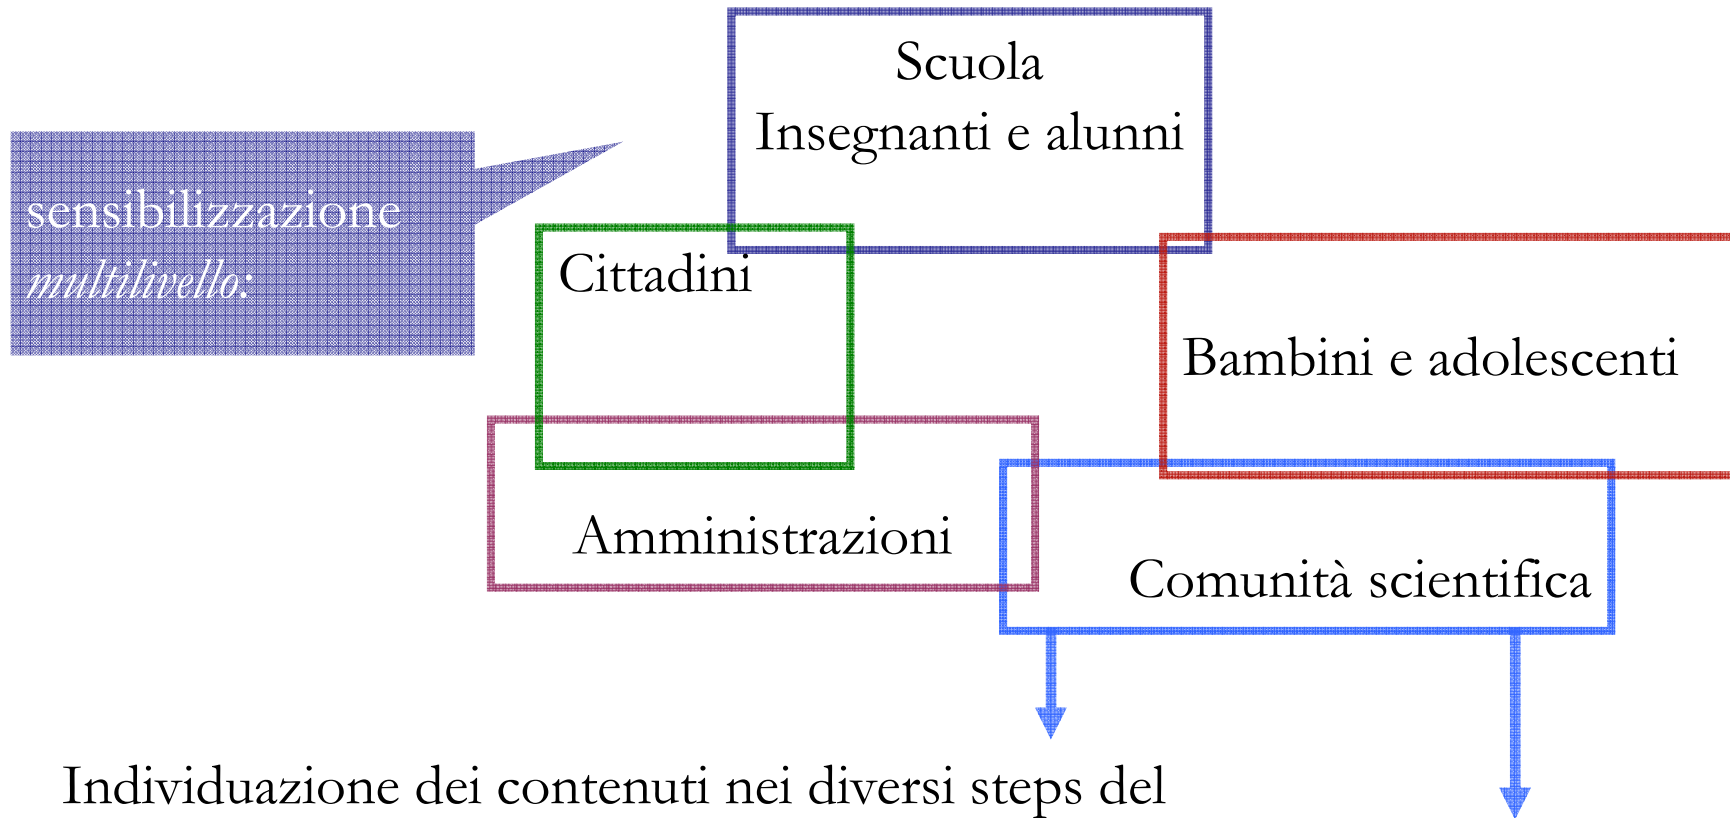 Scuola
Insegnanti e alunni
sensibilizzazione
multilivello:
Cittadini
Bambini e adolescenti
Amministrazioni
Comunità scientifica
Individuazione dei contenuti nei diversi steps del